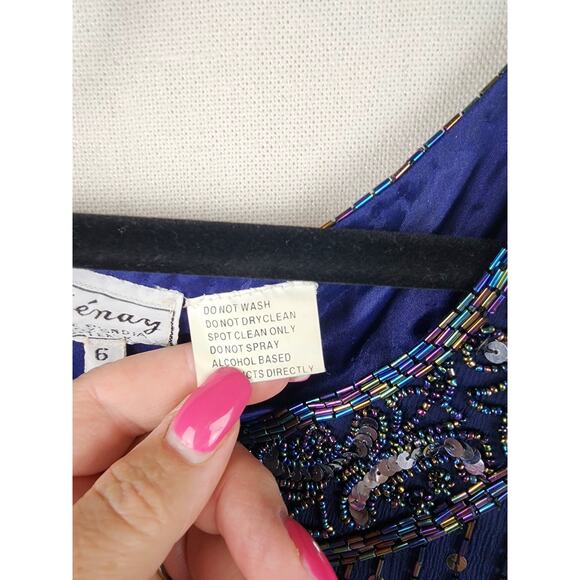 6
DO NOT WASH
DO NOT DRYCLEAN
SPOT CLEAN ONLY
DO NOT SPRAY
ALCOHOL BASED
DIRECTLY